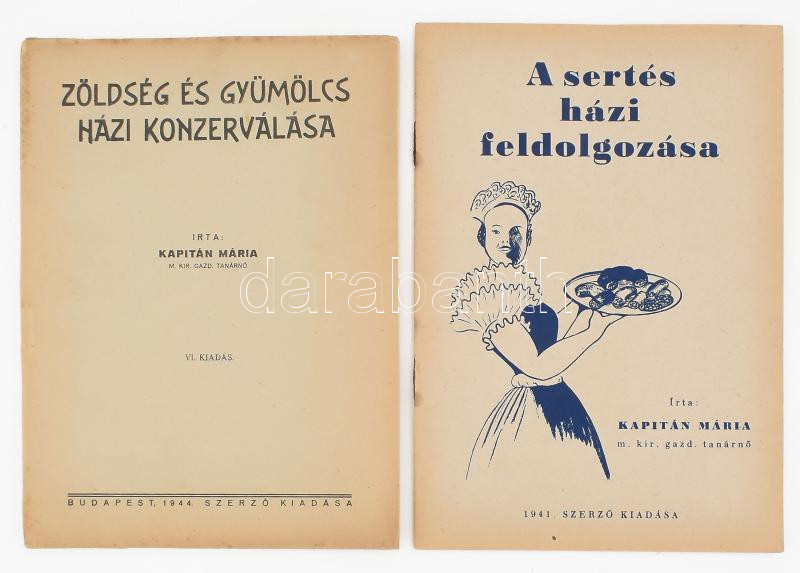 ZÖLDSÉG ÉS GYÜMÖLCS
HÁZI KONZERVÁLÁSA
IRTA:
KAPITÁN MÁRIA
M. KIR. GAZD. TANÁRNŐ
VI. KIADÁS.
BUDAPEST, 1944. SZERZŐ KIADÁSA
A sertés
házi
feldolgozása
Írta:
KAPITÁN MÁRIA
m. kir. gazd. tanárnő
1941. SZERZŐ KIADÁSA
darabanth